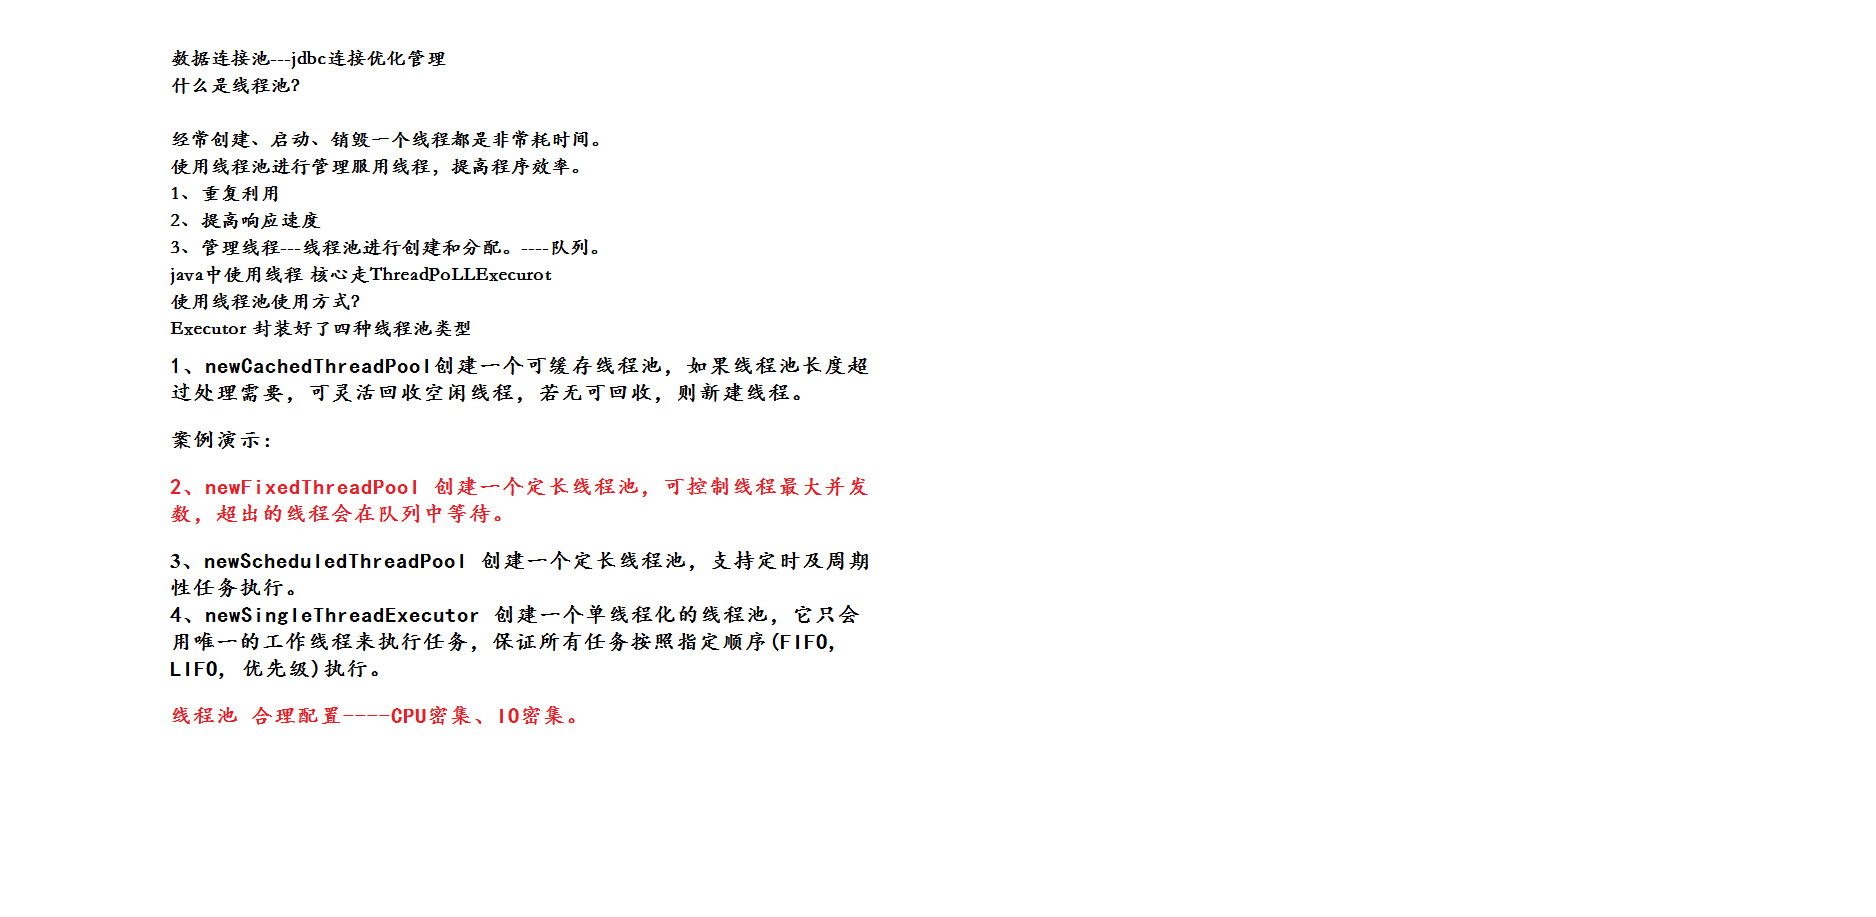 数据连接池---jdbc连接优化管理
什么是线程池?
经常创建、启动、销毁一个线程都是非常耗时间。
使用线程池进行管理服用线程，提高程序效率。
1、重复利用
2、提高响应速度
3、管理线程---线程池进行创建和分配。----队列。
java中使用线程 核心走ThreadPoLLExecurot
使用线程池使用方式?
Executor 封装好了四种线程池类型
1、newCachedThreadPool创建一个可缓存线程池，如果线程池长度超
过处理需要，可灵活回收空闲线程，若无可回收，则新建线程。
案例演示:
2、newFixedThreadPool 创建一个定长线程池，可控制线程最大并发
数，超出的线程会在队列中等待。
3、newScheduledThreadPool 创建一个定长线程池，支持定时及周期
性任务执行。
4、newSingleThreadExecutor 创建一个单线程化的线程池，它只会
用唯一的工作线程来执行任务，保证所有任务按照指定顺序(FIFO,
LIFO, 优先级)执行。
线程池 合理配置----CPU密集、IO密集。